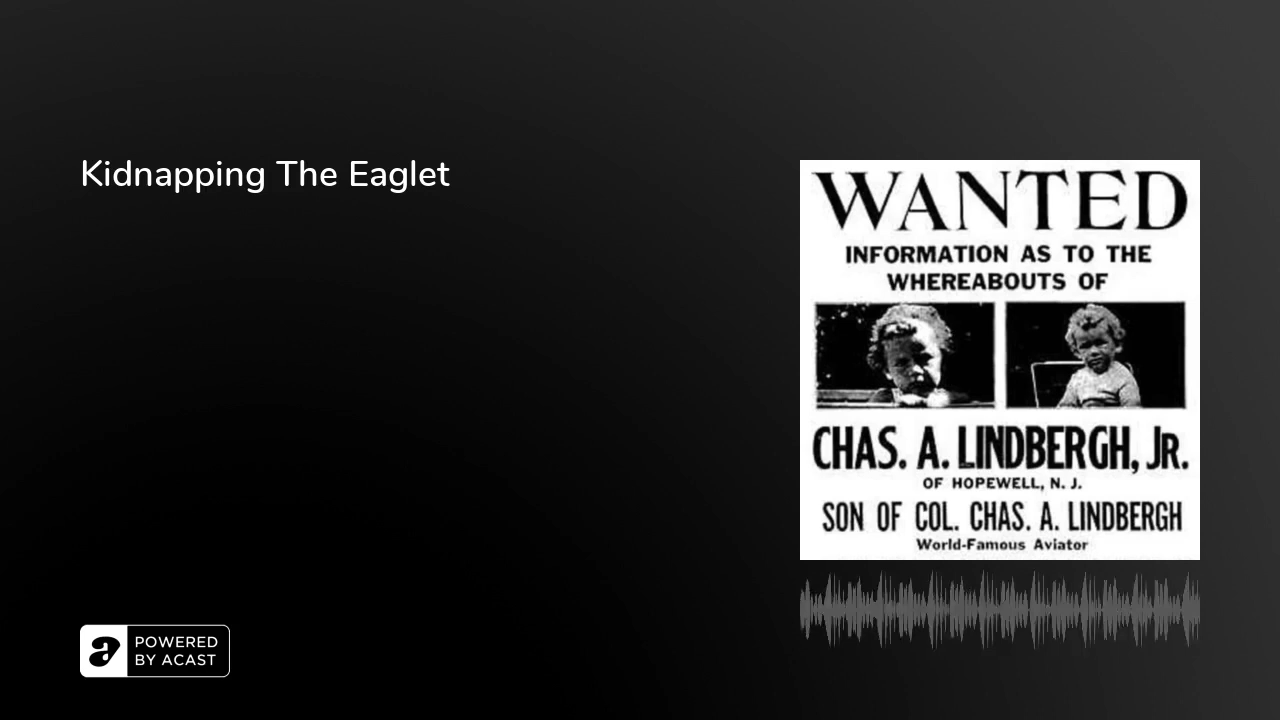 Kidnapping The Eaglet
WANTED
INFORMATION AS TO THE
WHEREABOUTS OF
CHAS. A. LINDBERGH, JR.
OF HOPEWELL, N. J.
SON OF COL. CHAS. A. LINDBERGH
World-Famous Aviator
a
POWERED
BY ACAST